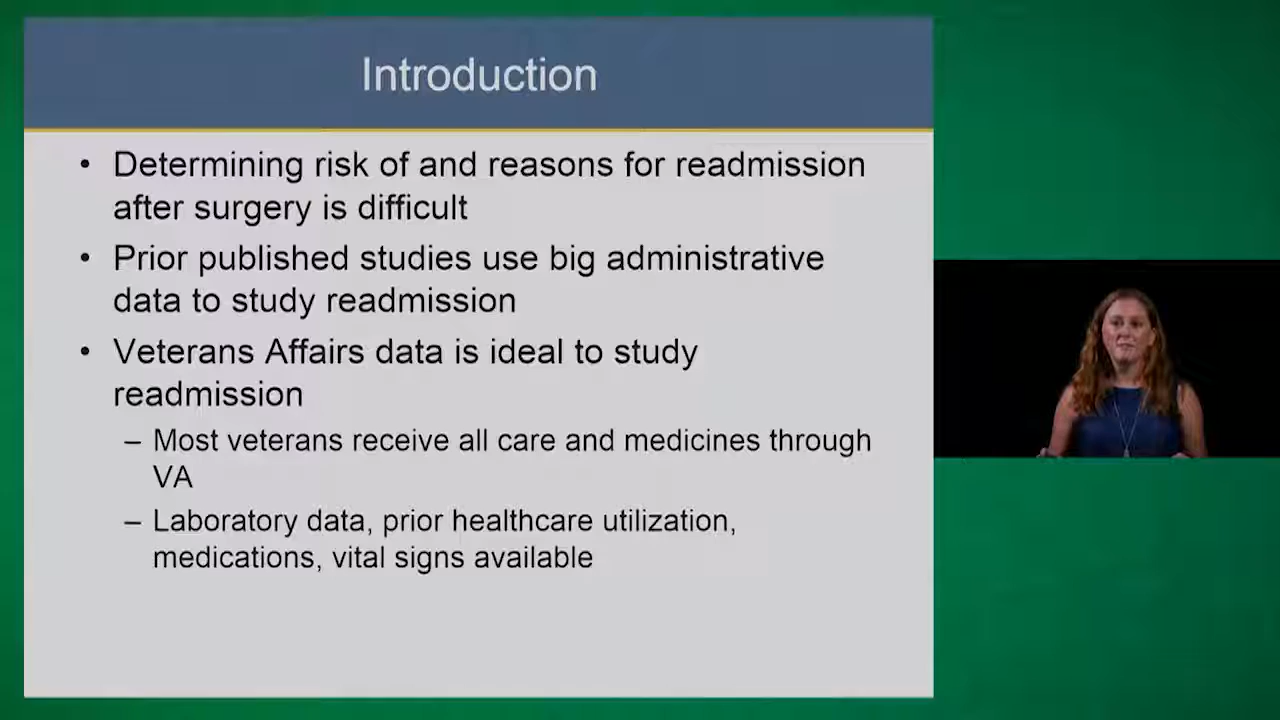 Introduction
• Determining risk of and reasons for readmission
after surgery is difficult
• Prior published studies use big administrative
data to study readmission
• Veterans Affairs data is ideal to study
readmission
– Most veterans receive all care and medicines through
VA
– Laboratory data, prior healthcare utilization,
medications, vital signs available